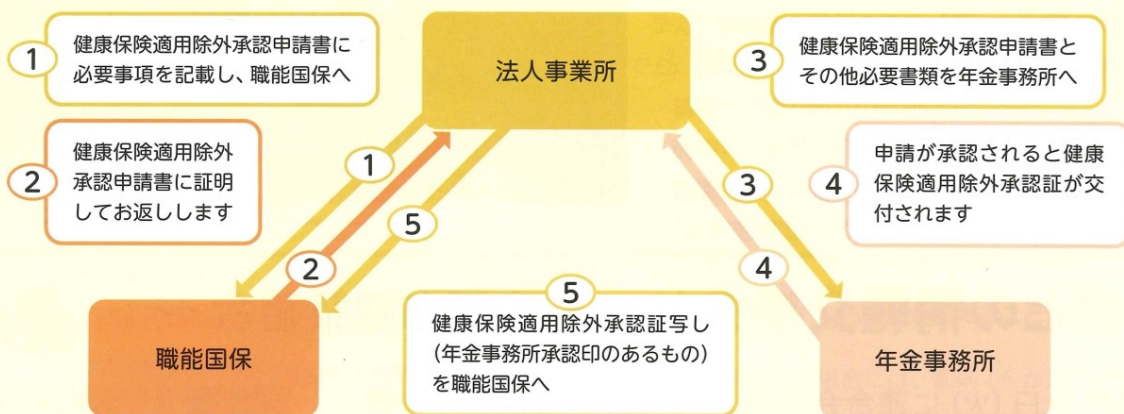 法人事業所
1
健康保険適用除外承認申請書に
必要事項を記載し、職能国保へ
2
健康保険適用除外
承認申請書に証明
してお返しします
3
健康保険適用除外承認申請書と
その他必要書類を年金事務所へ
4
申請が承認されると健康
保険適用除外承認証が交
付されます
1
5
2
3
4
5
健康保険適用除外承認証写し
(年金事務所承認印のあるもの)
を職能国保へ
職能国保
年金事務所